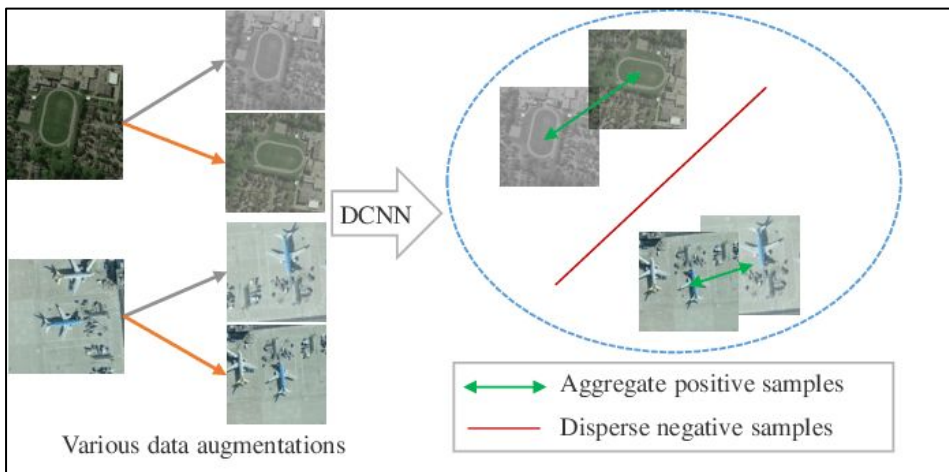 DCNN
Various data augmentations
Aggregate positive samples
Disperse negative samples